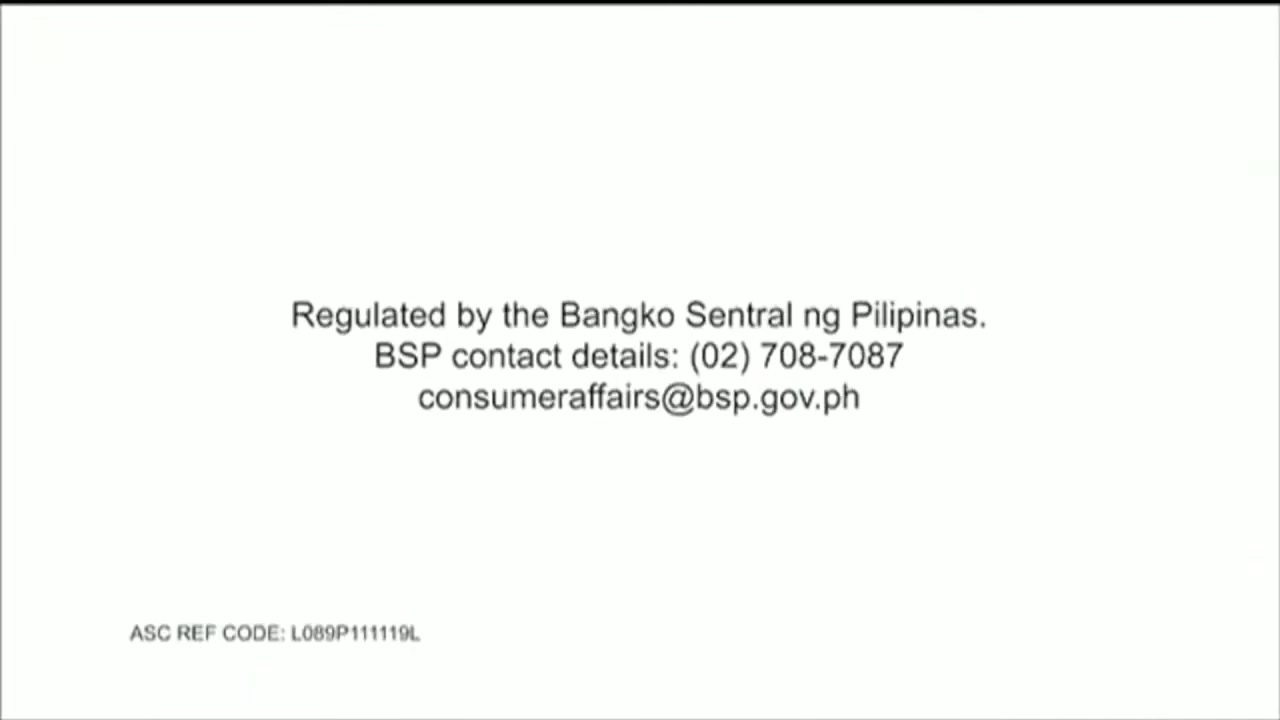 Regulated by the Bangko Sentral ng Pilipinas.
BSP contact details: (02) 708-7087
consumeraffairs@bsp.gov.ph
ASC REF CODE: L089P111119L